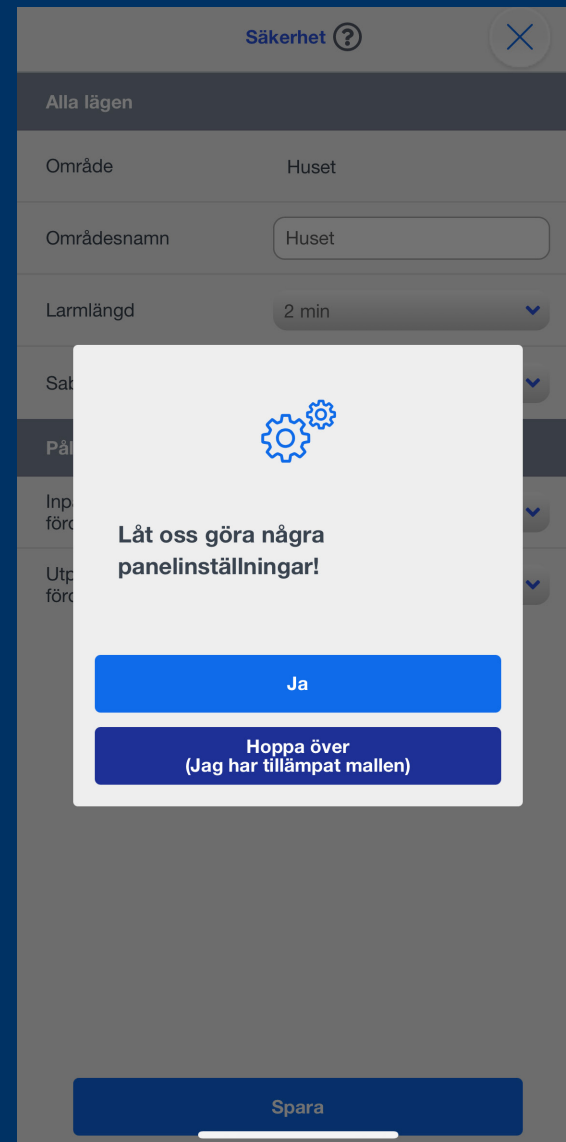 Säkerhet ?
Alla lägen
Område Huset
Områdesnamn Huset
Larmlängd 2 min
Låt oss göra några
panelinställningar!
Ja
Hoppa över
(Jag har tillämpat mallen)
Spara